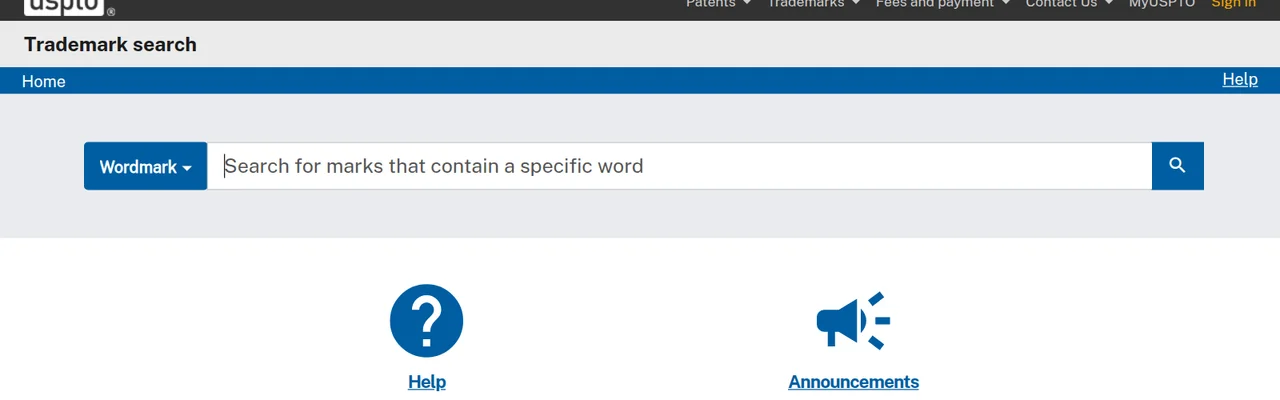 uspto ®
Patents Trademarks Fees and payment Contact Us MyUSPTO Sign in
Trademark search
Home Help
Wordmark Search for marks that contain a specific word
Help Announcements